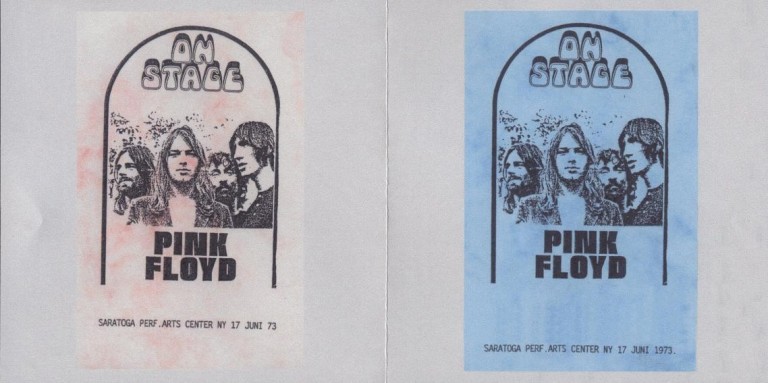 ON
STAGE
PINK
FLOYD
SARATOGA PERF.ARTS CENTER NY 17 JUNI 73
ON
STAGE
PINK
FLOYD
SARATOGA PERF.ARTS CENTER NY 17 JUNI 1973.